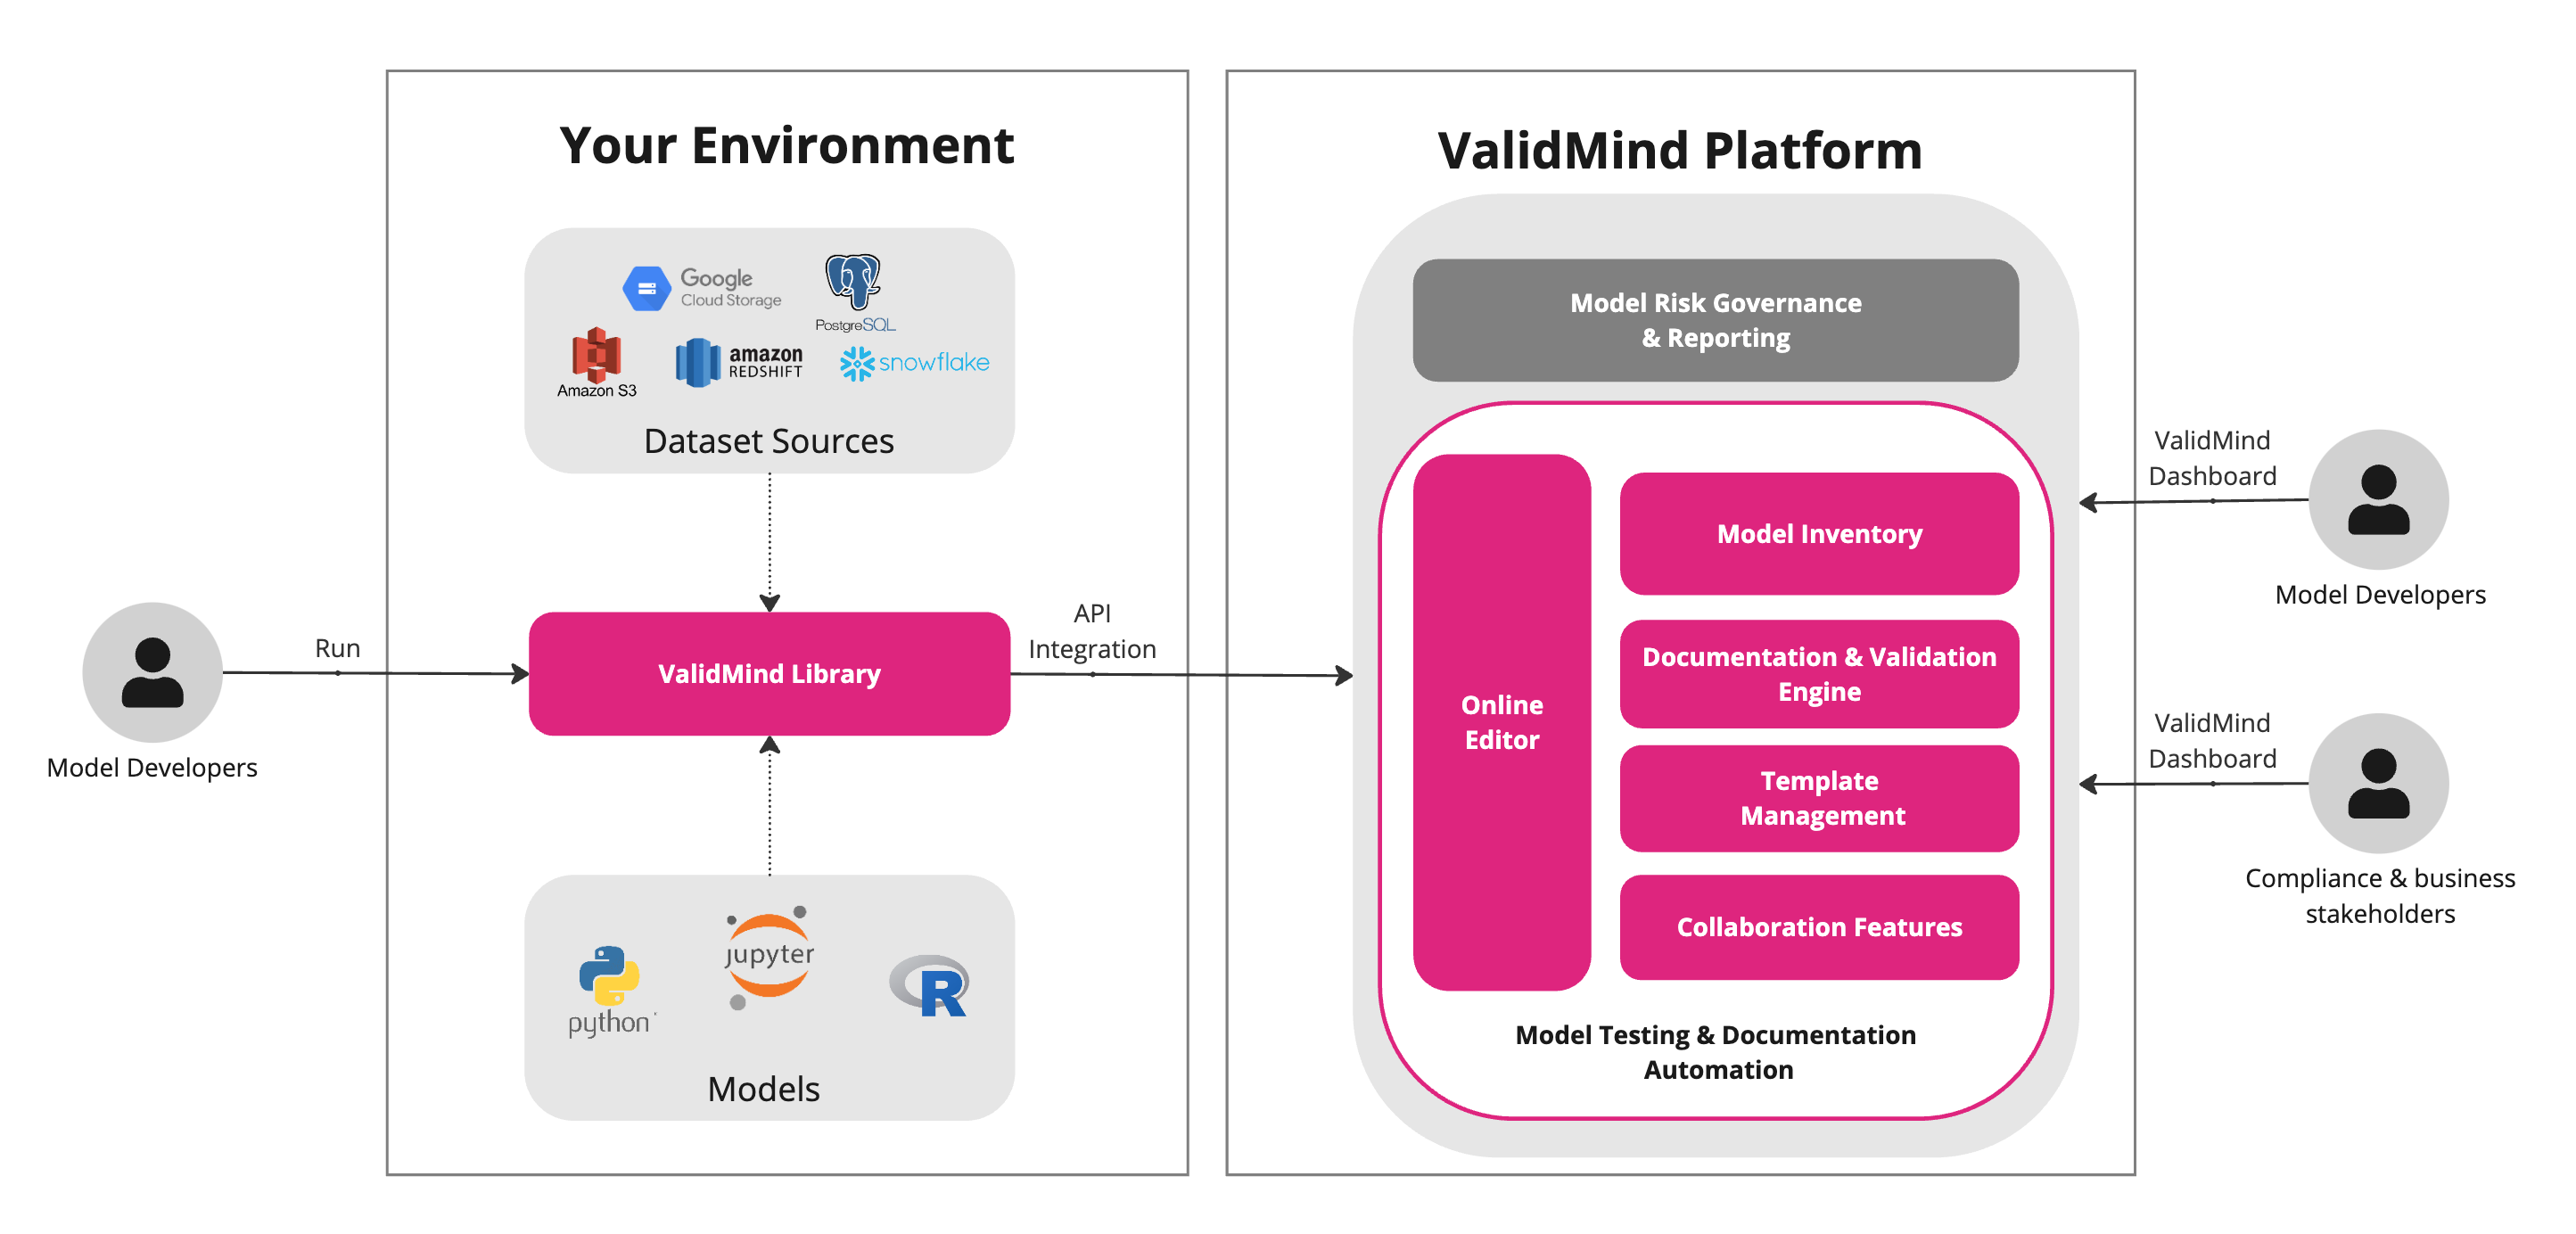 Your Environment
ValidMind Platform
Google
Cloud Storage
PostgreSQL
Amazon S3
amazon
REDSHIFT
snowflake
Dataset Sources
Model Risk Governance
& Reporting
Run
ValidMind Library
API
Integration
Model Developers
python
jupyter
R
Models
Online
Editor
Model Inventory
Documentation & Validation
Engine
Template
Management
Collaboration Features
Model Testing & Documentation
Automation
ValidMind
Dashboard
Model Developers
ValidMind
Dashboard
Compliance & business
stakeholders